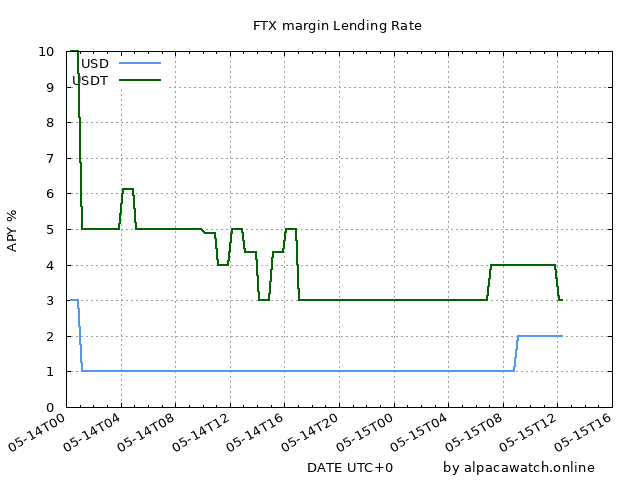 FTX margin Lending Rate
USD
USDT
APY %
10
9
8
7
6
5
4
3
2
1
0
05-14T00
05-14T04
05-14T08
05-14T12
05-14T16
05-14T20
05-15T00
05-15T04
05-15T08
05-15T12
05-15T16
DATE UTC+0 by alpacawatch.online